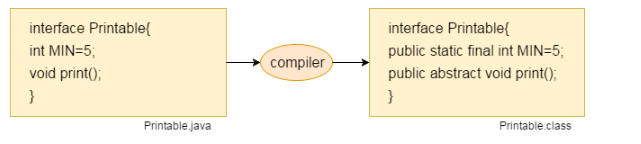 interface Printable{
int MIN=5;
void print();
}
Printable.java
compiler
interface Printable{
public static final int MIN=5;
public abstract void print();
}
Printable.class